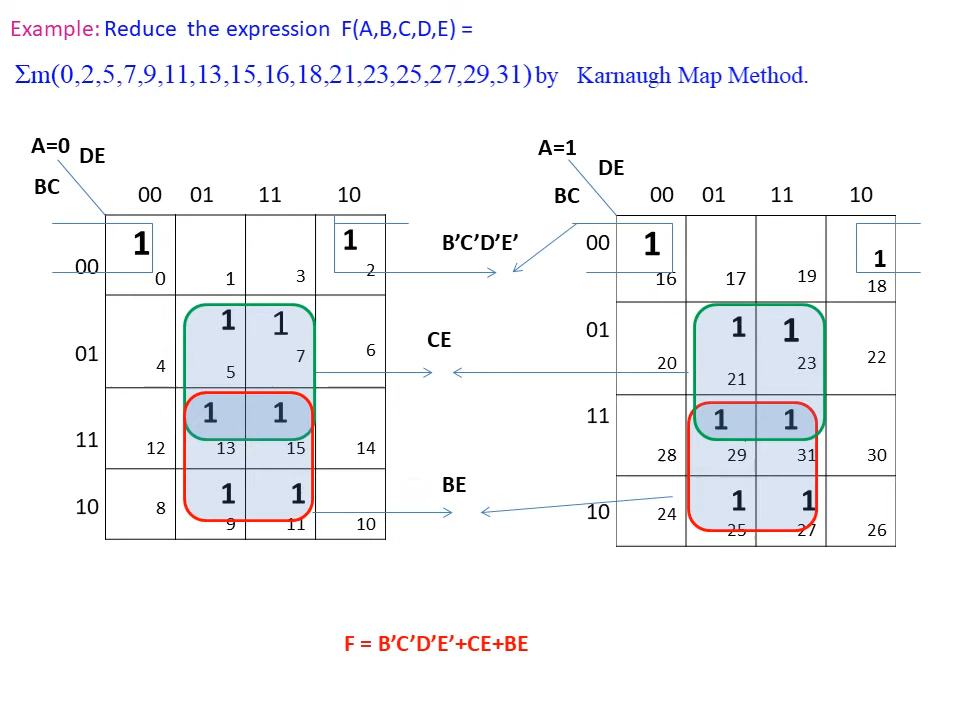 Example: Reduce the expression F(A,B,C,D,E) =
Σm(0,2,5,7,9,11,13,15,16,18,21,23,25,27,29,31) by Karnaugh Map Method.
A=0 DE
BC
00 01 11 10
00
1 1
0 1 3 2
01
1 1
4 5 7 6
11
1 1
12 13 15 14
10
1 1
8 9 11 10
B’C’D’E’
CE
BE
A=1
DE
BC
00 01 11 10
00
1 1
16 17 19 18
01
1 1
20 21 23 22
11
1 1
28 29 31 30
10
1 1
24 25 27 26
F = B’C’D’E’+CE+BE